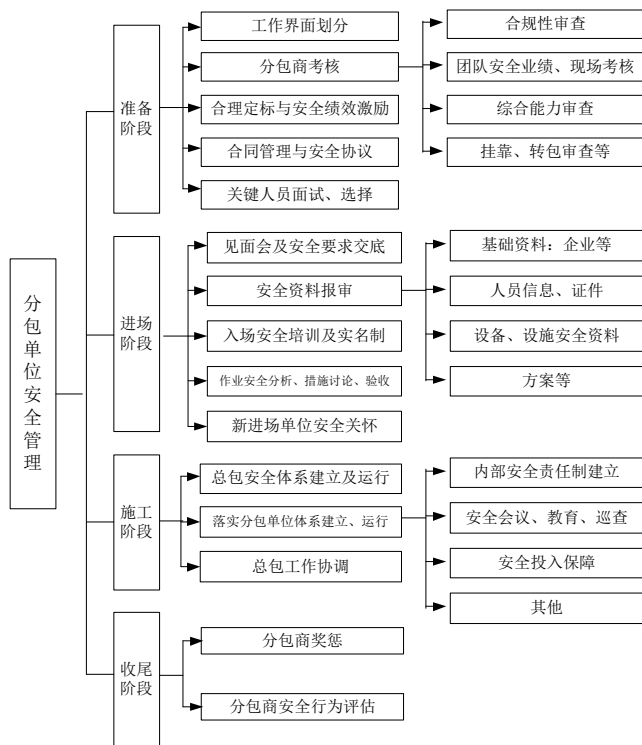 分包单位安全管理
准备
阶段
工作界面划分
分包商考核
合理定标与安全绩效激励
合同管理与安全协议
关键人员面试、选择
合规性审查
团队安全业绩、现场考核
综合能力审查
挂靠、转包审查等
进场
阶段
见面会及安全要求交底
安全资料报审
入场安全培训及实名制
作业安全分析、措施讨论、验收
新进场单位安全关怀
基础资料：企业等
人员信息、证件
设备、设施安全资料
方案等
施工
阶段
总包安全体系建立及运行
落实分包单位体系建立、运行
总包工作协调
内部安全责任制建立
安全会议、教育、巡查
安全投入保障
其他
收尾
阶段
分包商奖惩
分包商安全行为评估